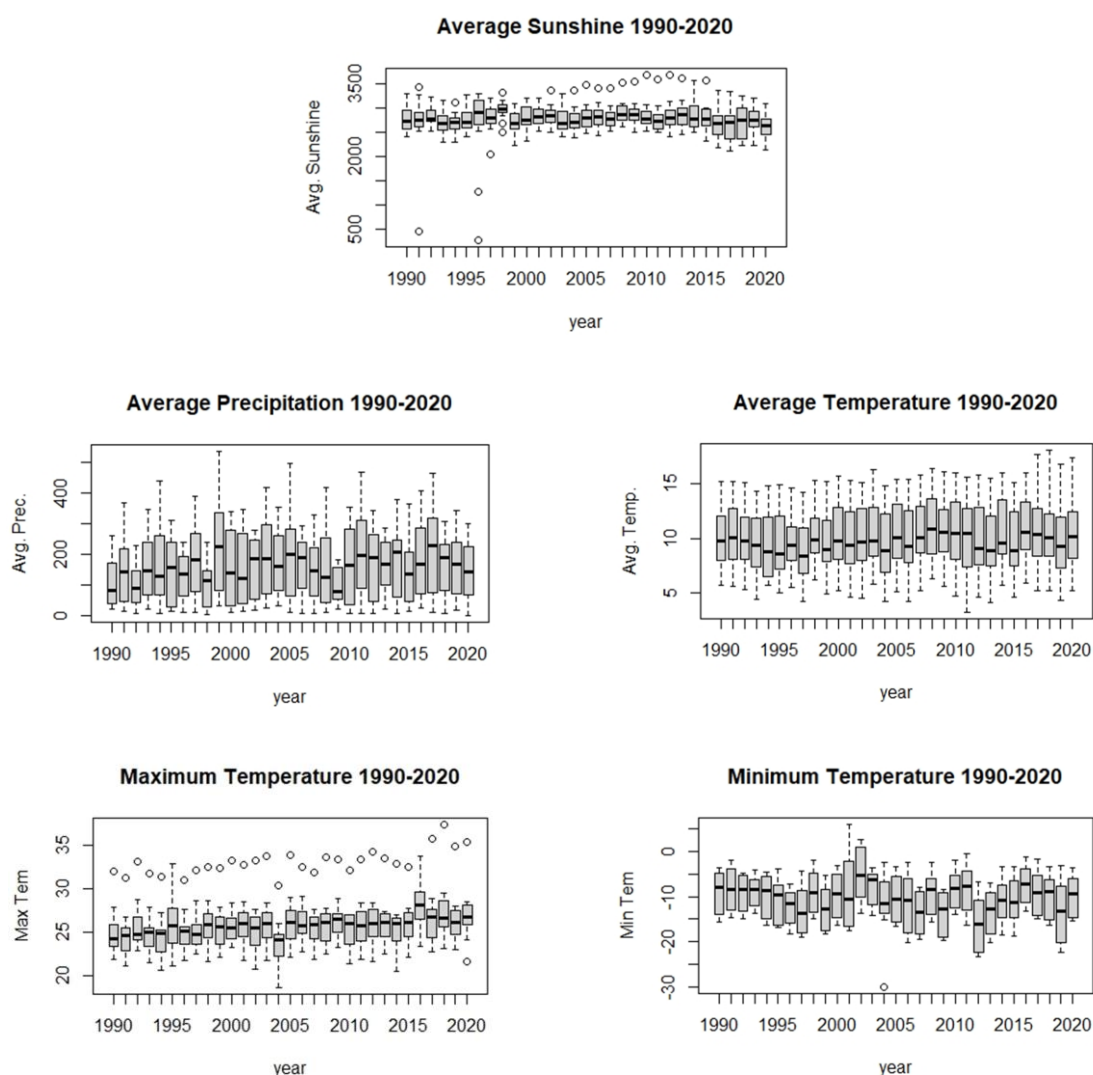 Average Sunshine 1990-2020
Avg. Sunshine
3500
2000
500
1990 1995 2000 2005 2010 2015 2020
year
Average Precipitation 1990-2020
Avg. Prec.
400
200
0
1990 1995 2000 2005 2010 2015 2020
year
Average Temperature 1990-2020
Avg. Temp.
15
10
5
1990 1995 2000 2005 2010 2015 2020
year
Maximum Temperature 1990-2020
Max Tem
35
30
25
20
1990 1995 2000 2005 2010 2015 2020
year
Minimum Temperature 1990-2020
Min Tem
0
-10
-20
-30
1990 1995 2000 2005 2010 2015 2020
year